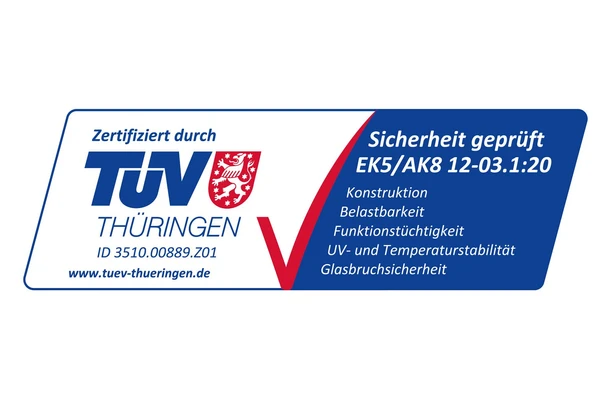 Zertifiziert durch
TÜV
THÜRINGEN
ID 3510.00889.Z01
www.tuev-thueringen.de
Sicherheit geprüft
EK5/AK8 12-03.1:20
Konstruktion
Belastbarkeit
Funktionstüchtigkeit
UV- und Temperaturstabilität
Glasbruchsicherheit